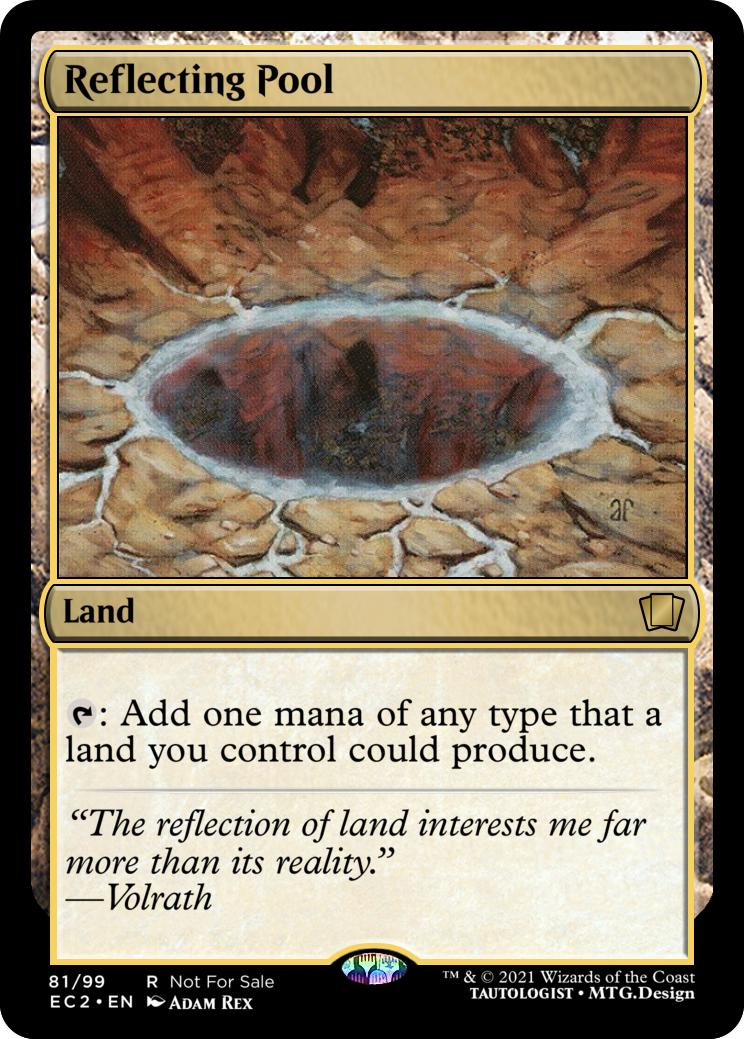 Reflecting Pool
af
Land
: Add one mana of any type that a
land you control could produce.
“The reflection of land interests me far
more than its reality.”
—Volrath
81/99 R Not For Sale
EC2 • EN Adam Rex
™ & © 2021 Wizards of the Coast
TAUTOLOGIST • MTG.Design